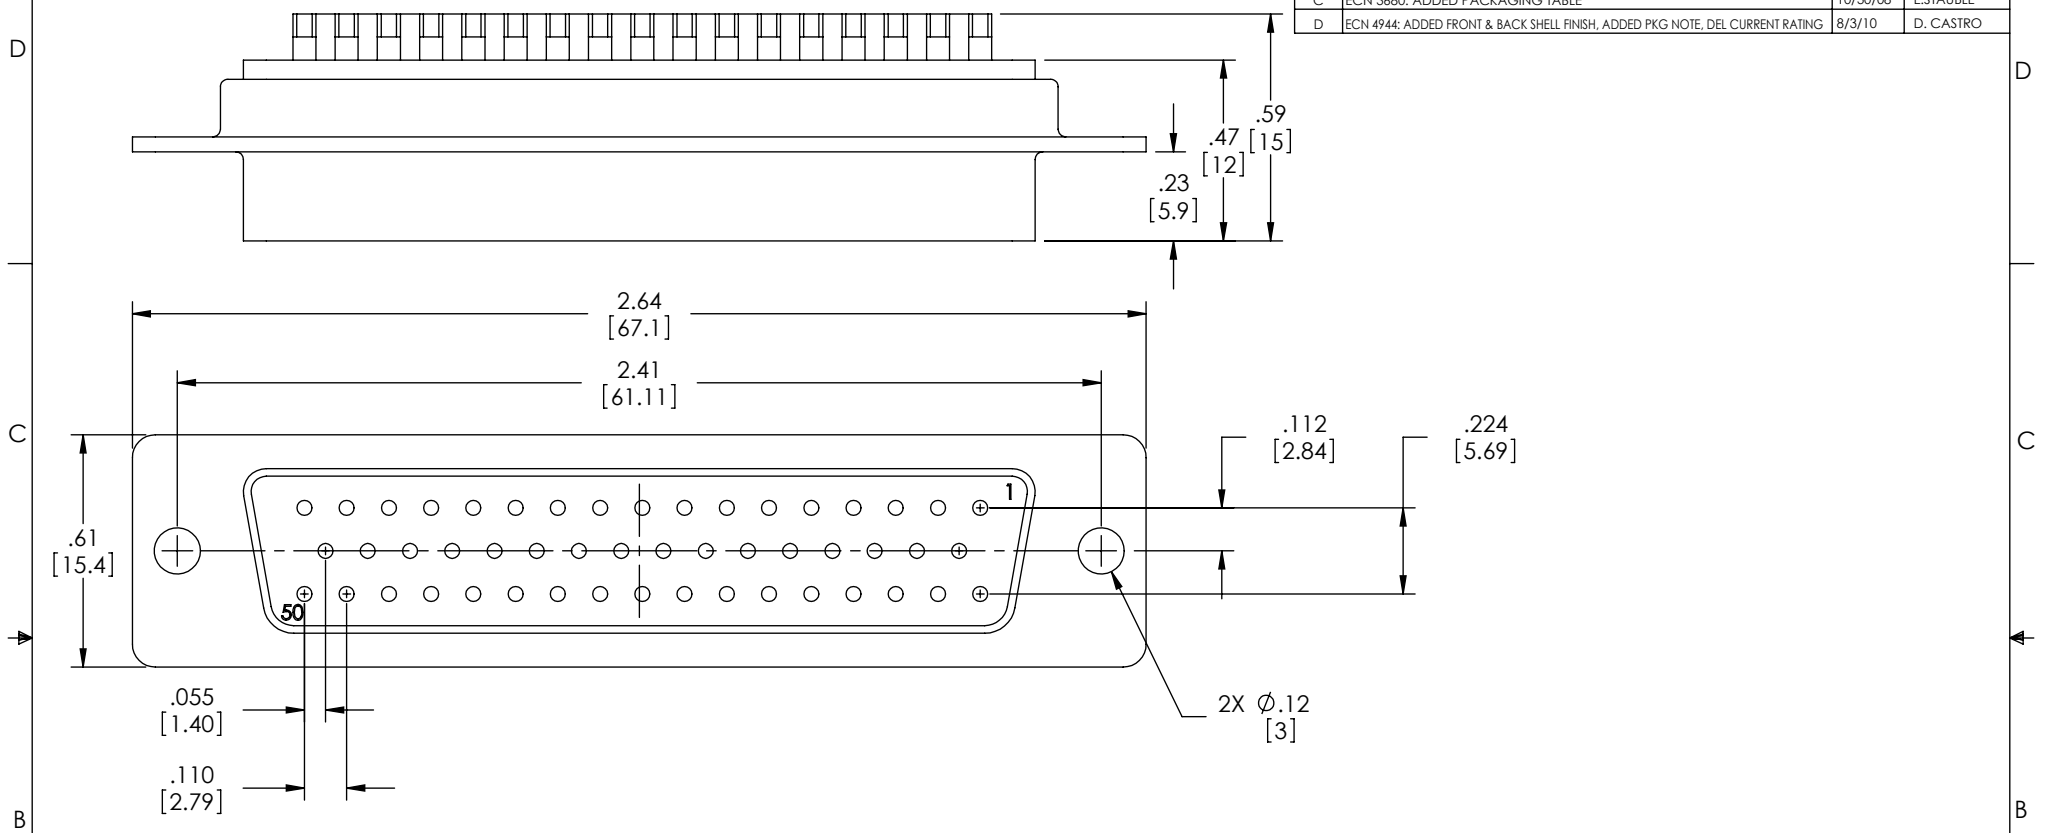 C ECN 3880: ADDED PACKAGING TABLE
D ECN 4944: ADDED FRONT & BACK SHELL FINISH, ADDED PKG NOTE, DEL CURRENT RATING 8/3/10 D. CASTRO
D
D
.59
[15]
.47
[12]
.23
[5.9]
2.64
[67.1]
2.41
[61.11]
C
.112
[2.84]
.224
[5.69]
C
1
.61
[15.4]
50
.055
[1.40]
2X Ø.12
[3]
.110
[2.79]
B
B